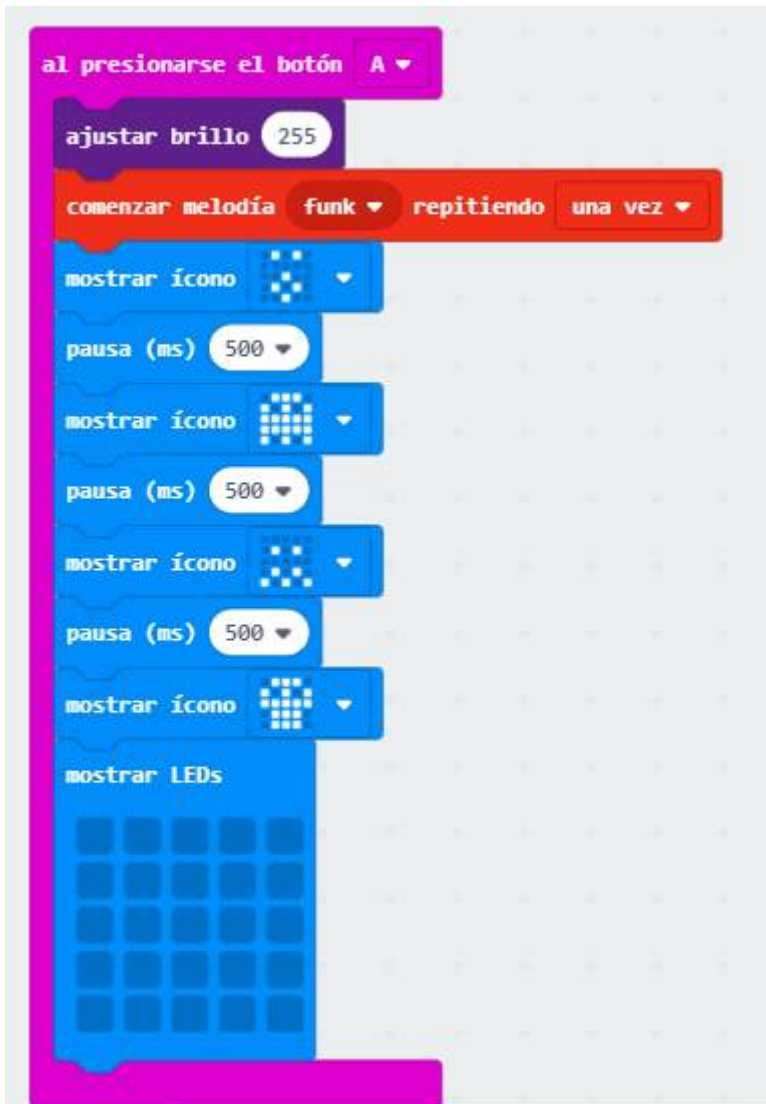 al presionarse el botón A
ajustar brillo 255
comenzar melodía funk repitiendo una vez
mostrar ícono
pausa (ms) 500
mostrar ícono
pausa (ms) 500
mostrar ícono
pausa (ms) 500
mostrar ícono
mostrar LEDs